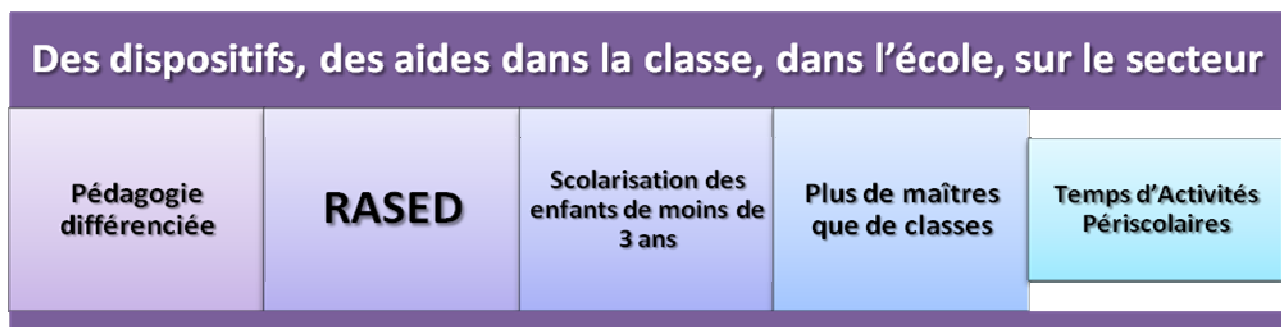 Des dispositifs, des aides dans la classe, dans l’école, sur le secteur
Pédagogie
différenciée
RASED
Scolarisation des
enfants de moins de
3 ans
Plus de maîtres
que de classes
Temps d’Activités
Périscolaires